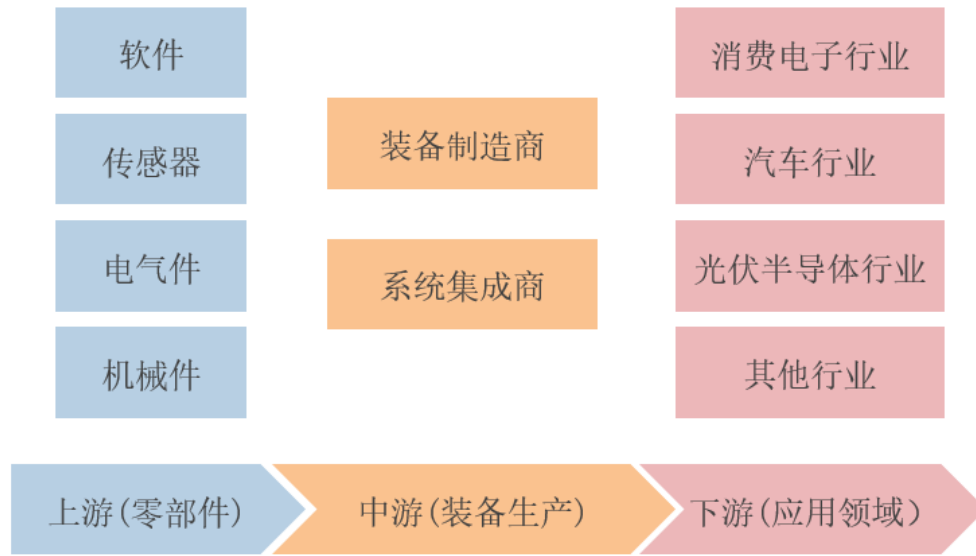 软件
传感器
电气件
机械件
装备制造商
系统集成商
消费电子行业
汽车行业
光伏半导体行业
其他行业
上游(零部件)
中游(装备生产)
下游(应用领域）